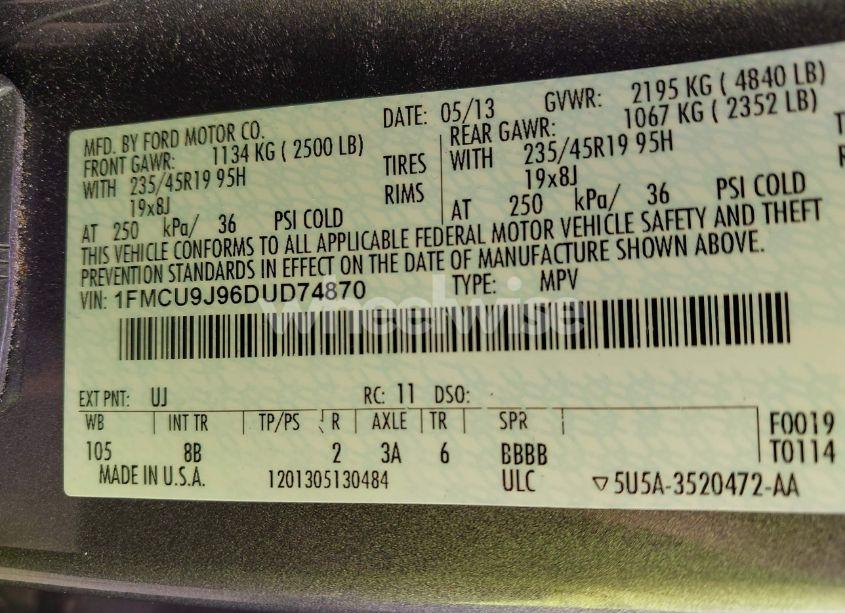 MFD. BY FORD MOTOR CO. DATE: 05/13 GVWR: 2195 KG ( 4840 LB)
FRONT GAWR: 1134 KG ( 2500 LB) REAR GAWR: 1067 KG ( 2352 LB)
WITH 235/45R19 95H TIRES WITH 235/45R19 95H
19x8J RIMS 19x8J
AT 250 kPa/ 36 PSI COLD AT 250 kPa/ 36 PSI COLD
THIS VEHICLE CONFORMS TO ALL APPLICABLE FEDERAL MOTOR VEHICLE SAFETY AND THEFT
PREVENTION STANDARDS IN EFFECT ON THE DATE OF MANUFACTURE SHOWN ABOVE.
VIN: 1FMCU9J96DUD74870 TYPE: MPV
wheelwise
EXT PNT: UJ RC: 11 DSO:
WB INT TR TP/PS R AXLE TR SPR F0019
105 8B 2 3A 6 BBBB T0114
MADE IN U.S.A. 1201305130484 ULC 5U5A-3520472-AA